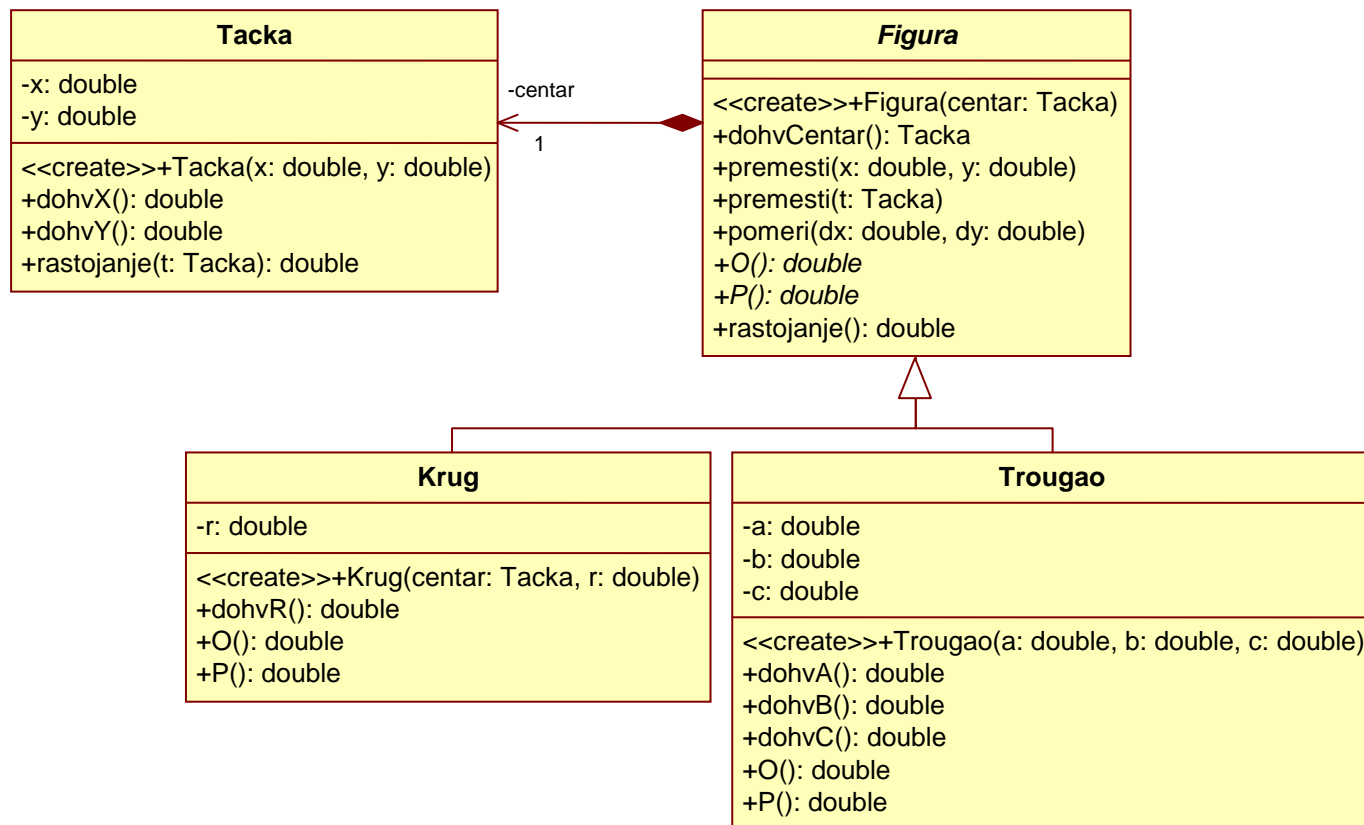 Tacka
-x: double
-y: double
<<create>>+Tacka(x: double, y: double)
+dohvX(): double
+dohvY(): double
+rastojanje(t: Tacka): double
-centar
1
Figura
<<create>>+Figura(centar: Tacka)
+dohvCentar(): Tacka
+premesti(x: double, y: double)
+premesti(t: Tacka)
+pomeri(dx: double, dy: double)
+O(): double
+P(): double
+rastojanje(): double
Krug
-r: double
<<create>>+Krug(centar: Tacka, r: double)
+dohvR(): double
+O(): double
+P(): double
Trougao
-a: double
-b: double
-c: double
<<create>>+Trougao(a: double, b: double, c: double)
+dohvA(): double
+dohvB(): double
+dohvC(): double
+O(): double
+P(): double